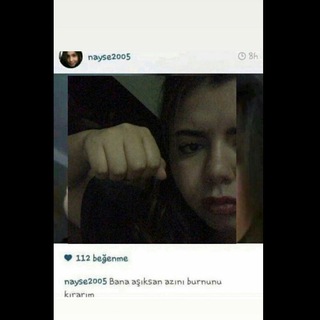 nayse2005
8h
112 beğenme
nayse2005 Bana aşıksan azını burnunu
kırarım